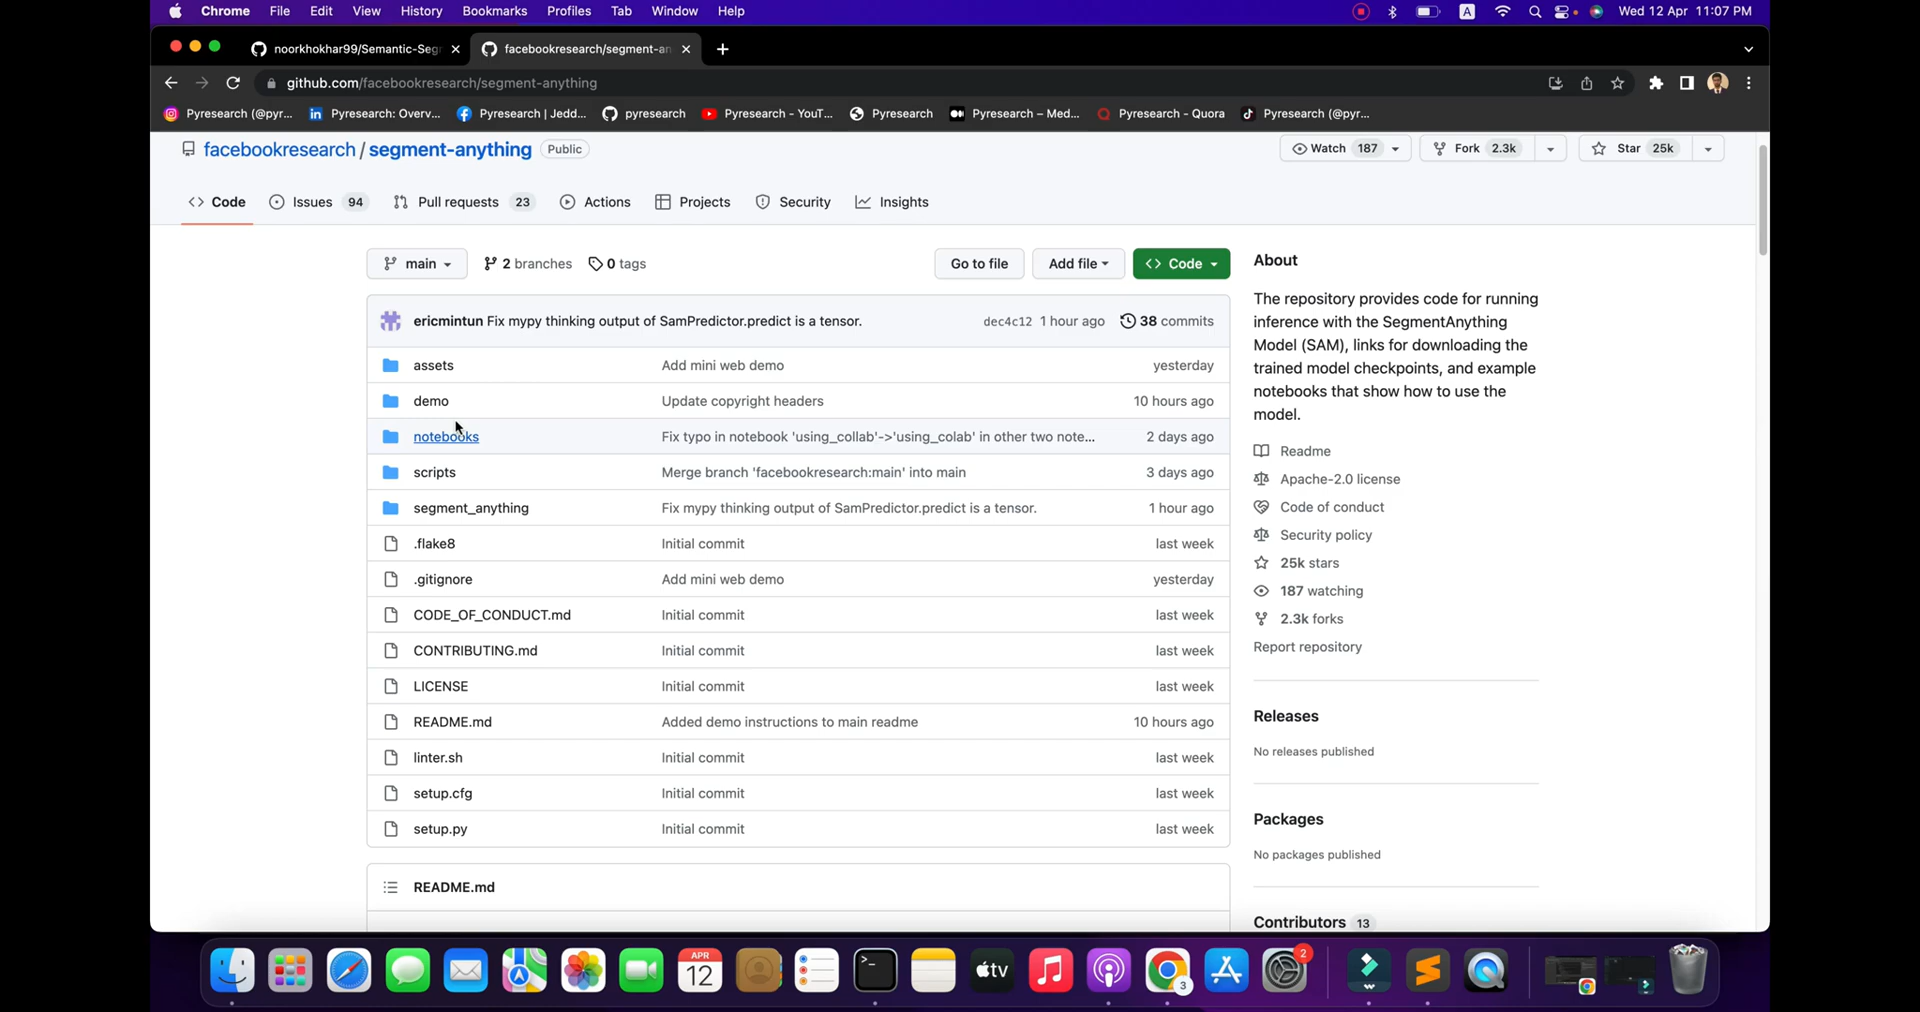 Chrome File Edit View History Bookmarks Profiles Tab Window Help A Wed 12 Apr 11:07 PM
noorkhokhar99/Semantic-Seg facebookresearch/segment-an
github.com/facebookresearch/segment-anything
Pyresearch (@pyr... Pyresearch: Overv... Pyresearch | Jedd... pyresearch Pyresearch - YouT... Pyresearch Pyresearch – Med... Pyresearch - Quora Pyresearch (@pyr...
facebookresearch / segment-anything Public Watch 187 Fork 2.3k Star 25k
Code Issues 94 Pull requests 23 Actions Projects Security Insights
main 2 branches 0 tags Go to file Add file Code
ericmintun Fix mypy thinking output of SamPredictor.predict is a tensor. dec4c12 1 hour ago 38 commits
assets Add mini web demo yesterday
demo Update copyright headers 10 hours ago
notebooks Fix typo in notebook 'using_collab'->'using_colab' in other two note... 2 days ago
scripts Merge branch 'facebookresearch:main' into main 3 days ago
segment_anything Fix mypy thinking output of SamPredictor.predict is a tensor. 1 hour ago
.flake8 Initial commit last week
.gitignore Add mini web demo yesterday
CODE_OF_CONDUCT.md Initial commit last week
CONTRIBUTING.md Initial commit last week
LICENSE Initial commit last week
README.md Added demo instructions to main readme 10 hours ago
linter.sh Initial commit last week
setup.cfg Initial commit last week
setup.py Initial commit last week
README.md
About
The repository provides code for running
inference with the SegmentAnything
Model (SAM), links for downloading the
trained model checkpoints, and example
notebooks that show how to use the
model.
Readme
Apache-2.0 license
Code of conduct
Security policy
25k stars
187 watching
2.3k forks
Report repository
Releases
No releases published
Packages
No packages published
Contributors 13
APR
12
tv
3
2